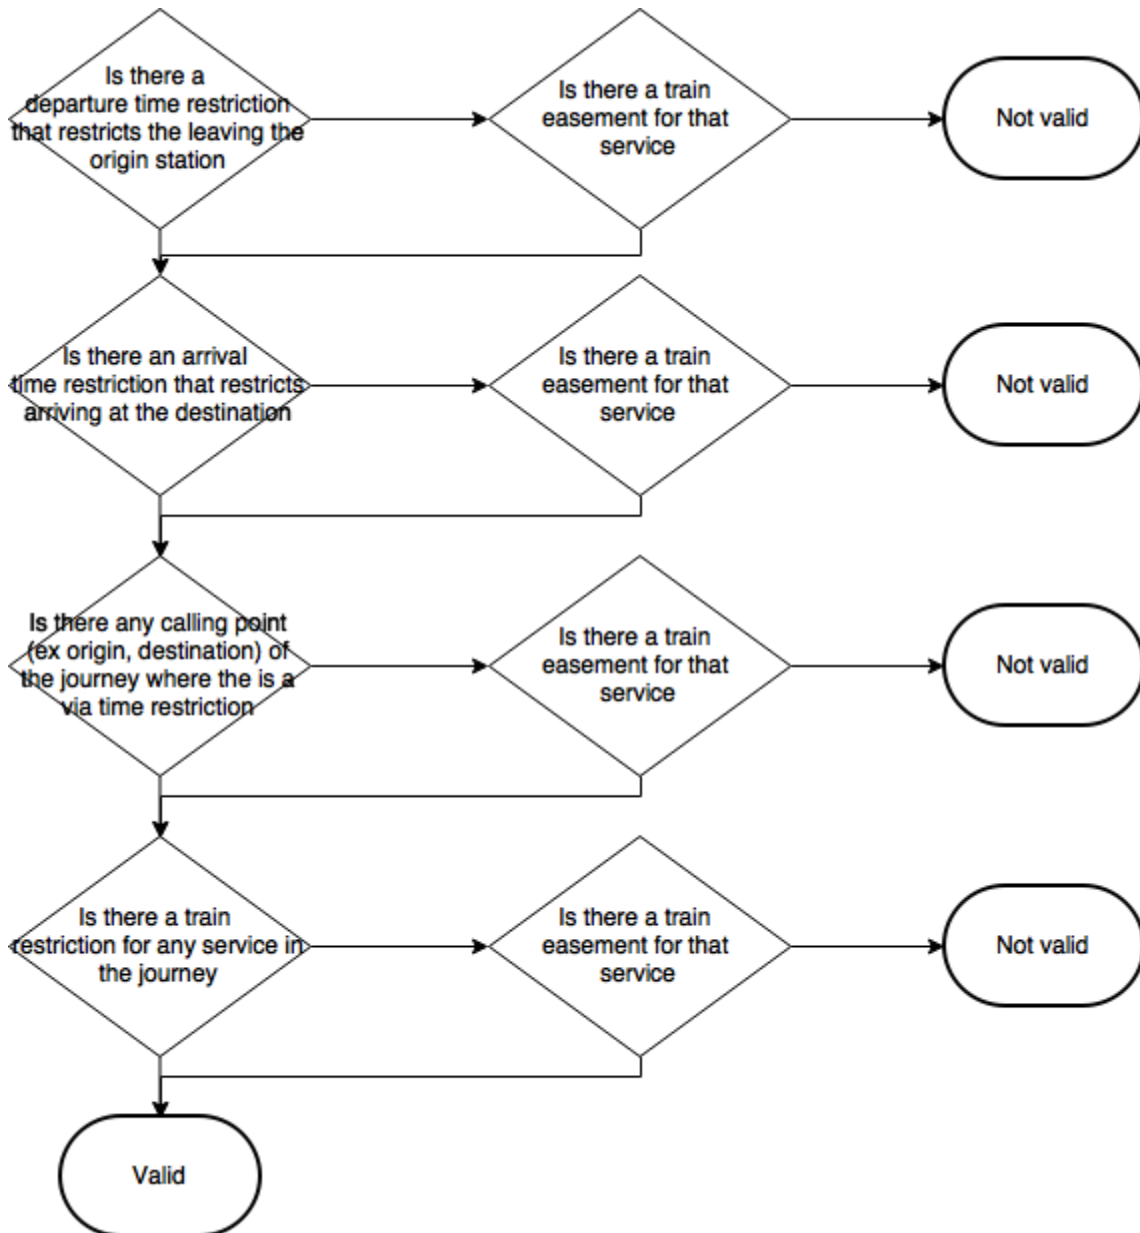 Is there a
departure time restriction
that restricts the leaving the
origin station
Is there a train
easement for that
service
Not valid
Is there an arrival
time restriction that restricts
arriving at the destination
Is there a train
easement for that
service
Not valid
Is there any calling point
(ex origin, destination) of
the journey where the is a
via time restriction
Is there a train
easement for that
service
Not valid
Is there a train
restriction for any service in
the journey
Is there a train
easement for that
service
Not valid
Valid